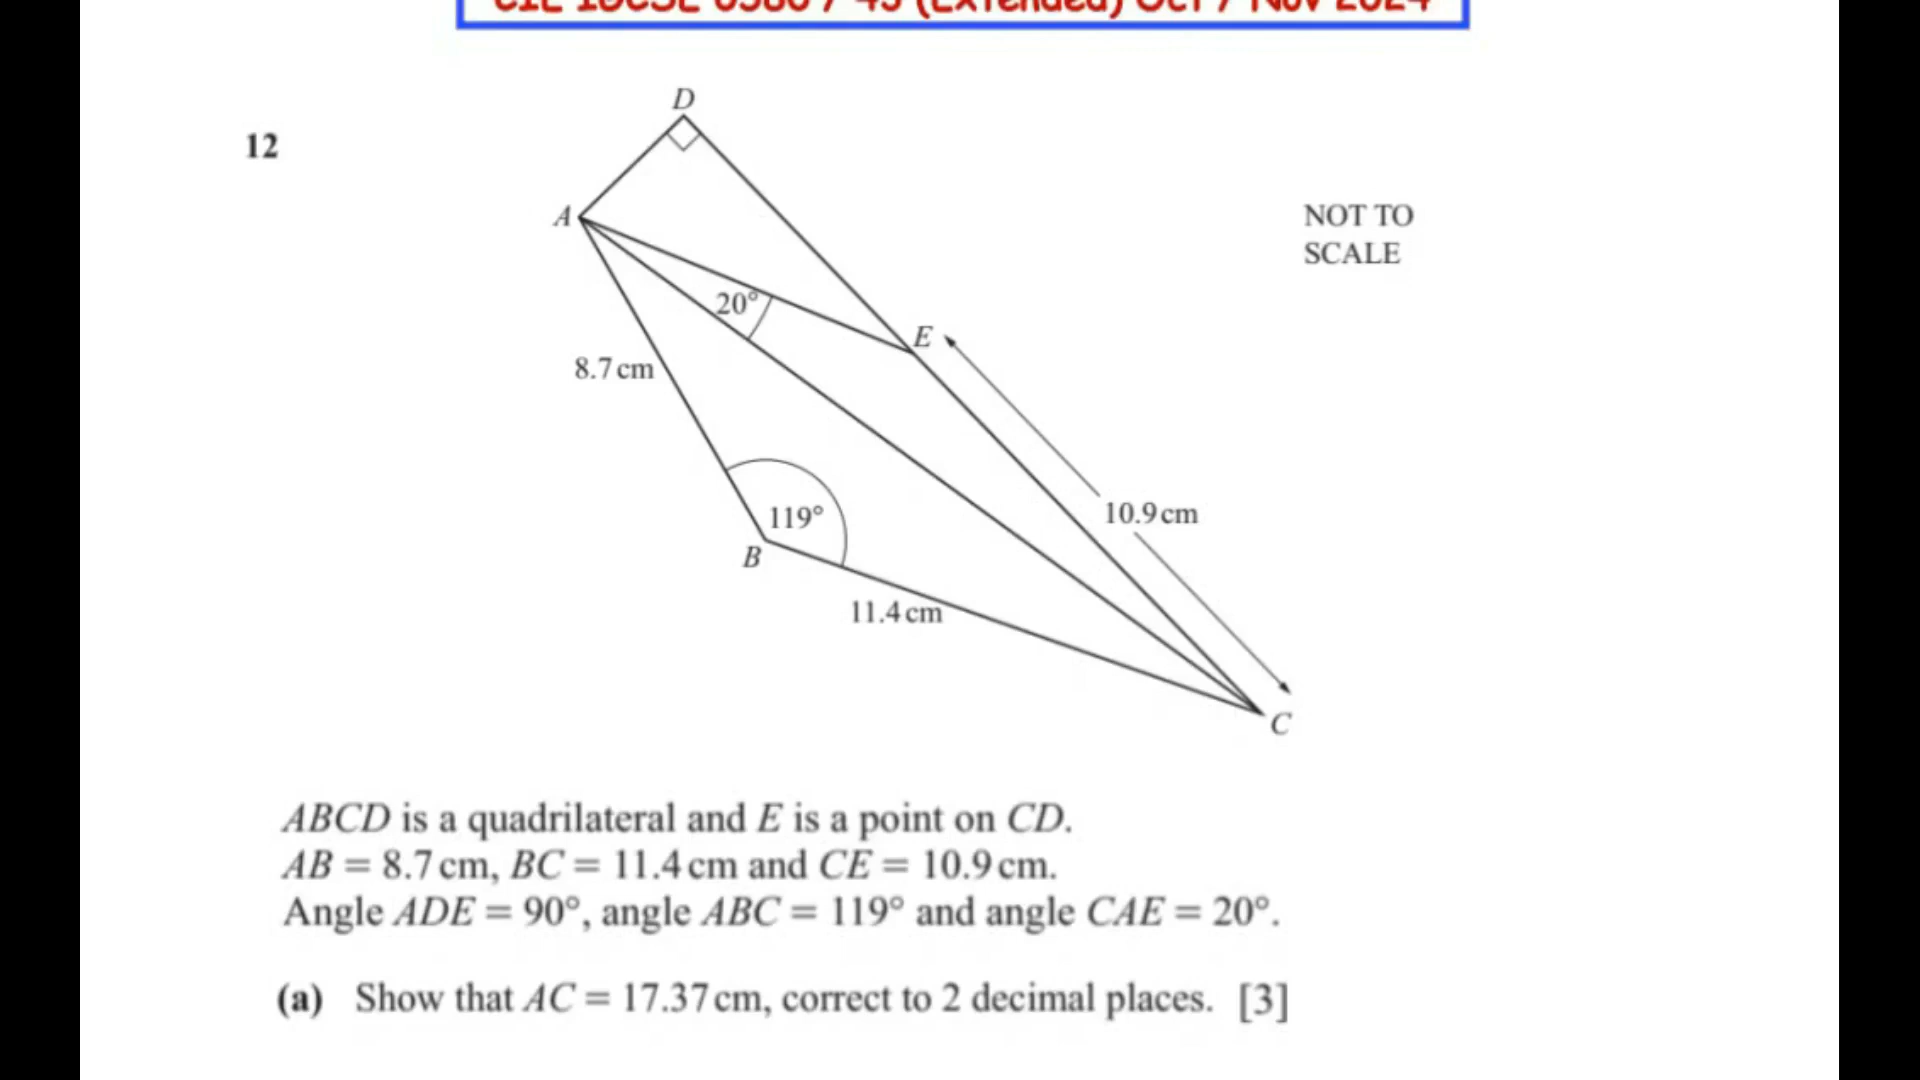 12
D
A
NOT TO
SCALE
20°
E
8.7 cm
10.9 cm
119°
B
11.4 cm
C
ABCD is a quadrilateral and E is a point on CD.
AB = 8.7 cm, BC = 11.4 cm and CE = 10.9 cm.
Angle ADE = 90°, angle ABC = 119° and angle CAE = 20°.
(a) Show that AC = 17.37 cm, correct to 2 decimal places. [3]